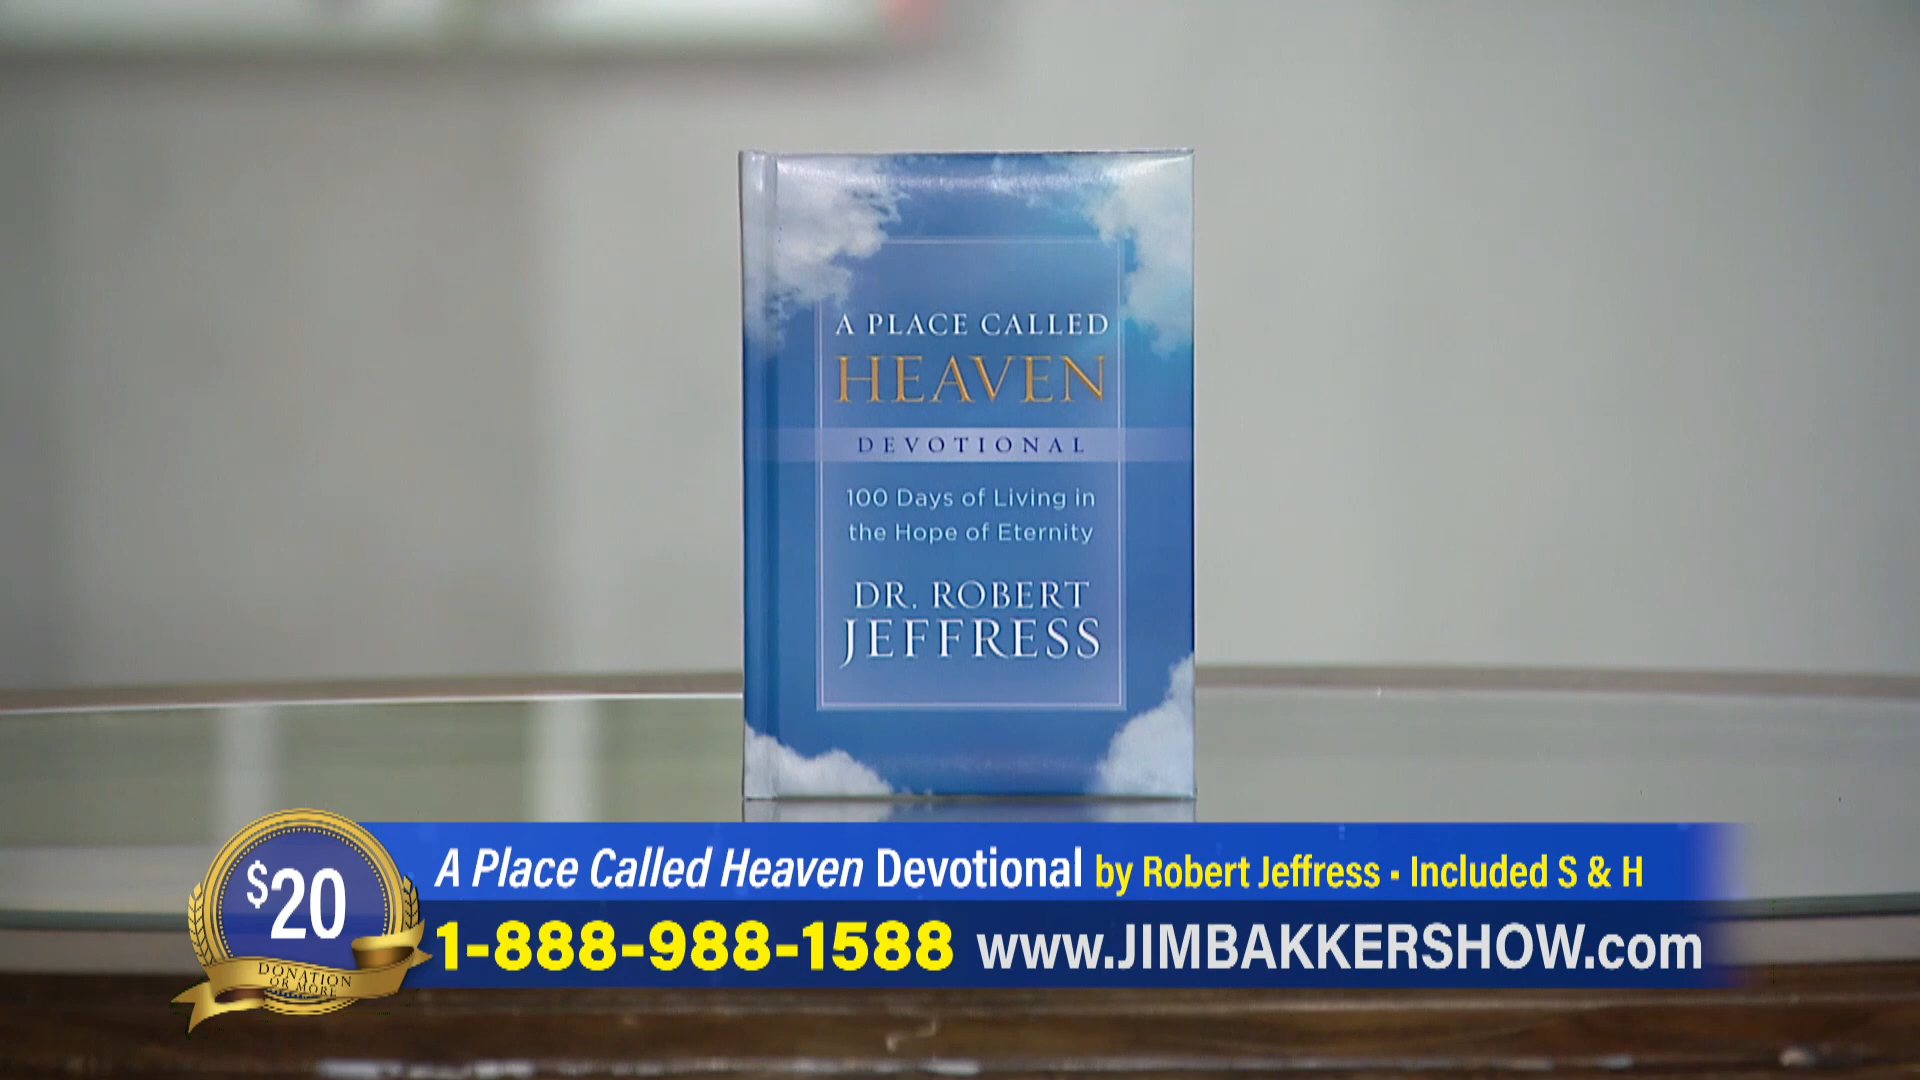 A PLACE CALLED
HEAVEN
DEVOTIONAL
100 Days of Living in
the Hope of Eternity
DR. ROBERT
JEFFRESS
$20
DONATION
OR MORE
A Place Called Heaven Devotional by Robert Jeffress - Included S & H
1-888-988-1588 www.JIMBAKKERSHOW.com